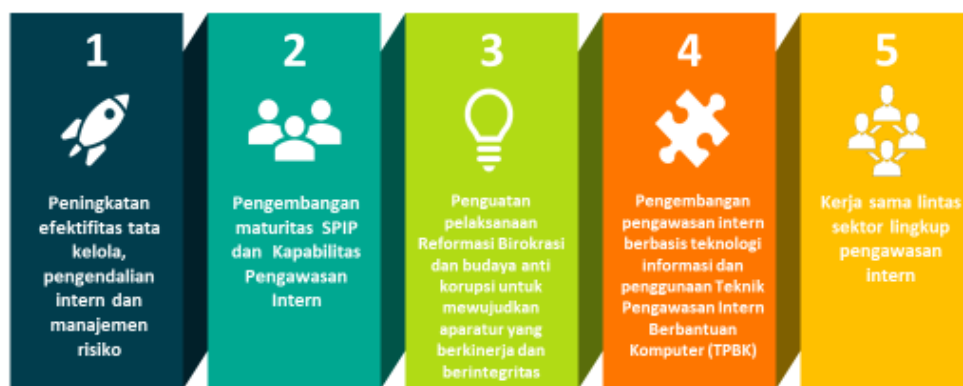 1
Peningkatan
efektifitas tata
kelola,
pengendalian
intern dan
manajemen
risiko
2
Pengembangan
maturitas SPIP
dan Kapabilitas
Pengawasan
Intern
3
Penguatan
pelaksanaan
Reformasi Birokrasi
dan budaya anti
korupsi untuk
mewujudkan
aparatur yang
berkinerja dan
berintegritas
4
Pengembangan
pengawasan intern
berbasis teknologi
informasi dan
penggunaan Teknik
Pengawasan Intern
Berbantuan
Komputer (TPBK)
5
Kerja sama lintas
sektor lingkup
pengawasan
intern